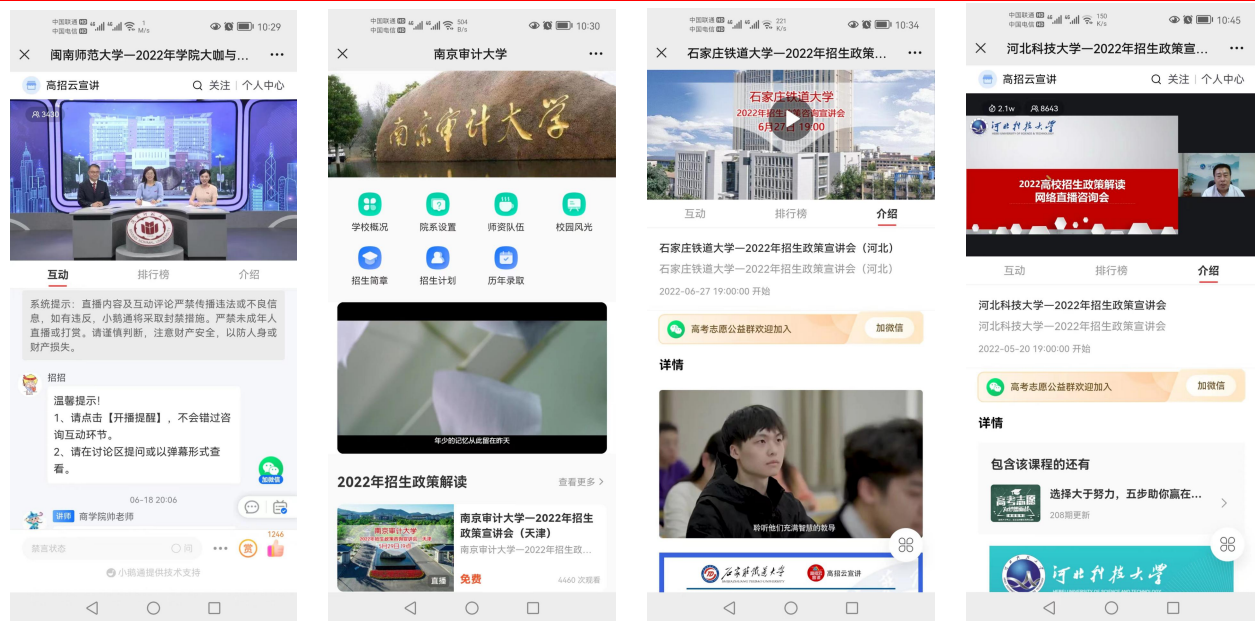 中国联通 HD
中国电信 HD
1
M/s
10:29
闽南师范大学—2022年学院大咖与...
高招云宣讲
关注
个人中心
3430
互动
排行榜
介绍
系统提示：直播内容及互动评论严禁传播违法或不良信
息，如有违反，小鹅通将采取封禁措施。严禁未成年人
直播或打赏。请谨慎判断，注意财产安全，以防人身或
财产损失。
招招
温馨提示!
1、请点击【开播提醒】，不会错过咨
询互动环节。
2、请在讨论区提问或以弹幕形式查
看。
加微信
06-18 20:06
讲师 商学院帅老师
1246
禁言状态
问
赏
小鹅通提供技术支持
中国联通 HD
中国电信 HD
504
B/s
10:30
南京审计大学
南京审计大学
学校概况
院系设置
师资队伍
校园风光
招生简章
招生计划
历年录取
年少的记忆从此留在昨天
2022年招生政策解读
查看更多
南京审计大学
直播
南京审计大学—2022年招生
政策宣讲会（天津）
南京审计大学—2022年招生政...
免费
4460 次观看
中国联通 HD
中国电信 HD
221
K/s
10:34
石家庄铁道大学—2022年招生政策...
石家庄铁道大学
2022年招生政策咨询宣讲会
6月27日 19:00
互动
排行榜
介绍
石家庄铁道大学—2022年招生政策宣讲会（河北）
石家庄铁道大学—2022年招生政策宣讲会（河北）
2022-06-27 19:00:00 开始
高考志愿公益群欢迎加入
加微信
详情
聆听他们充满智慧的教导
石家庄铁道大学
高招云宣讲
中国联通 HD
中国电信 HD
150
K/s
10:45
河北科技大学—2022年招生政策宣...
高招云宣讲
关注
个人中心
2.1w
8643
河北科技大学
2022高校招生政策解读
网络直播咨询会
互动
排行榜
介绍
河北科技大学—2022年招生政策宣讲会
河北科技大学—2022年招生政策宣讲会
2022-05-20 19:00:00 开始
高考志愿公益群欢迎加入
加微信
详情
包含该课程的还有
高考志愿
选择大于努力，五步助你赢在...
208期更新
河北科技大学